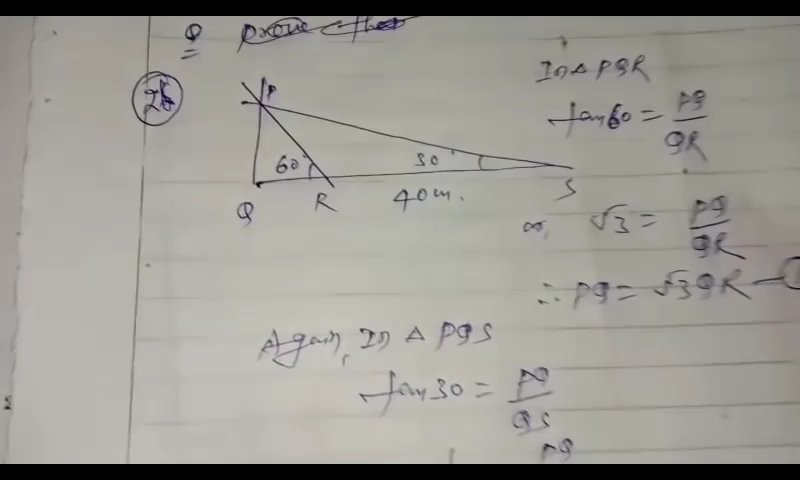 Q
26
P
60°
30°
Q R 40m. S
In Δ PQR
tan60 = PQ/QR
or, √3 = PQ/QR
∴ PQ = √3QR —
Again, In Δ PQS
tan30 = PQ/QS
PQ